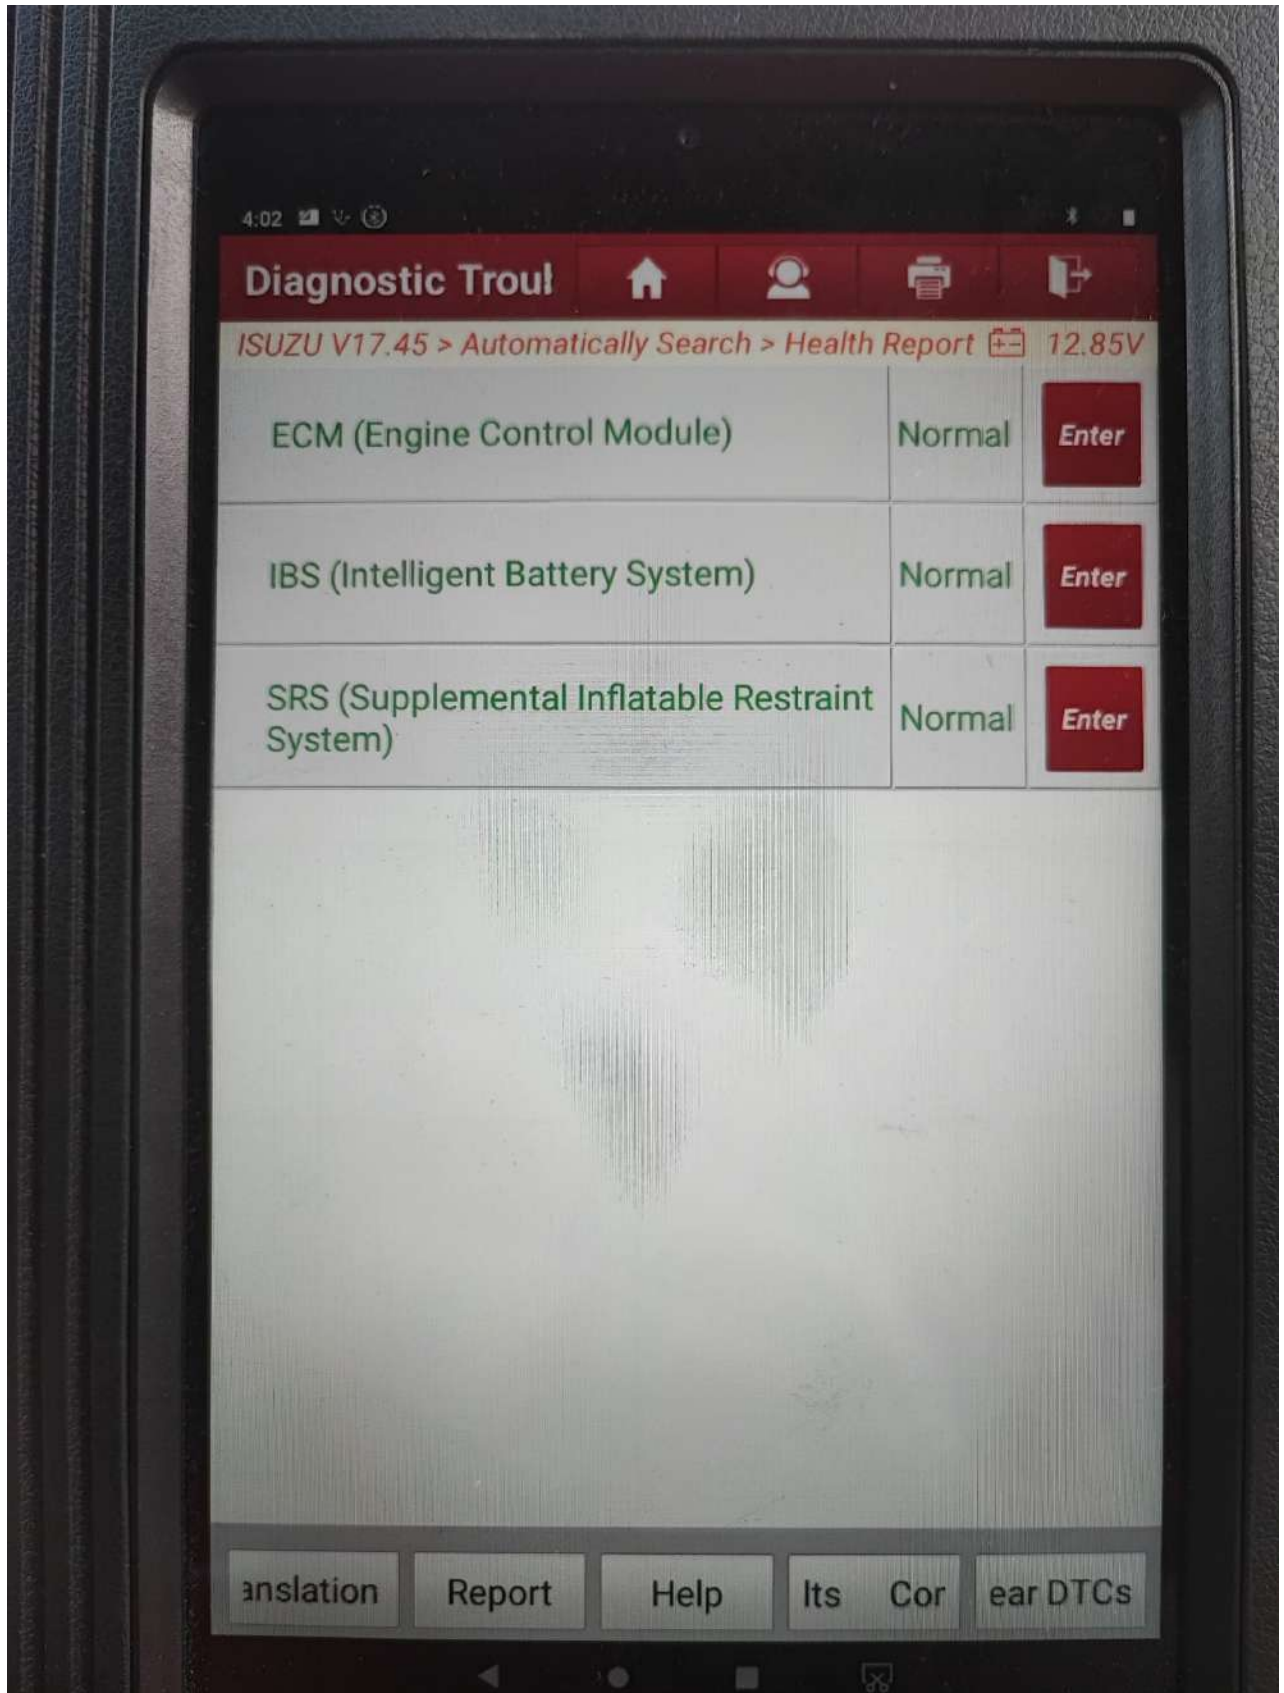 4:02
Diagnostic Troul
ISUZU V17.45 > Automatically Search > Health Report 12.85V
ECM (Engine Control Module) Normal Enter
IBS (Intelligent Battery System) Normal Enter
SRS (Supplemental Inflatable Restraint
System) Normal Enter
anslation Report Help lts Cor ear DTCs